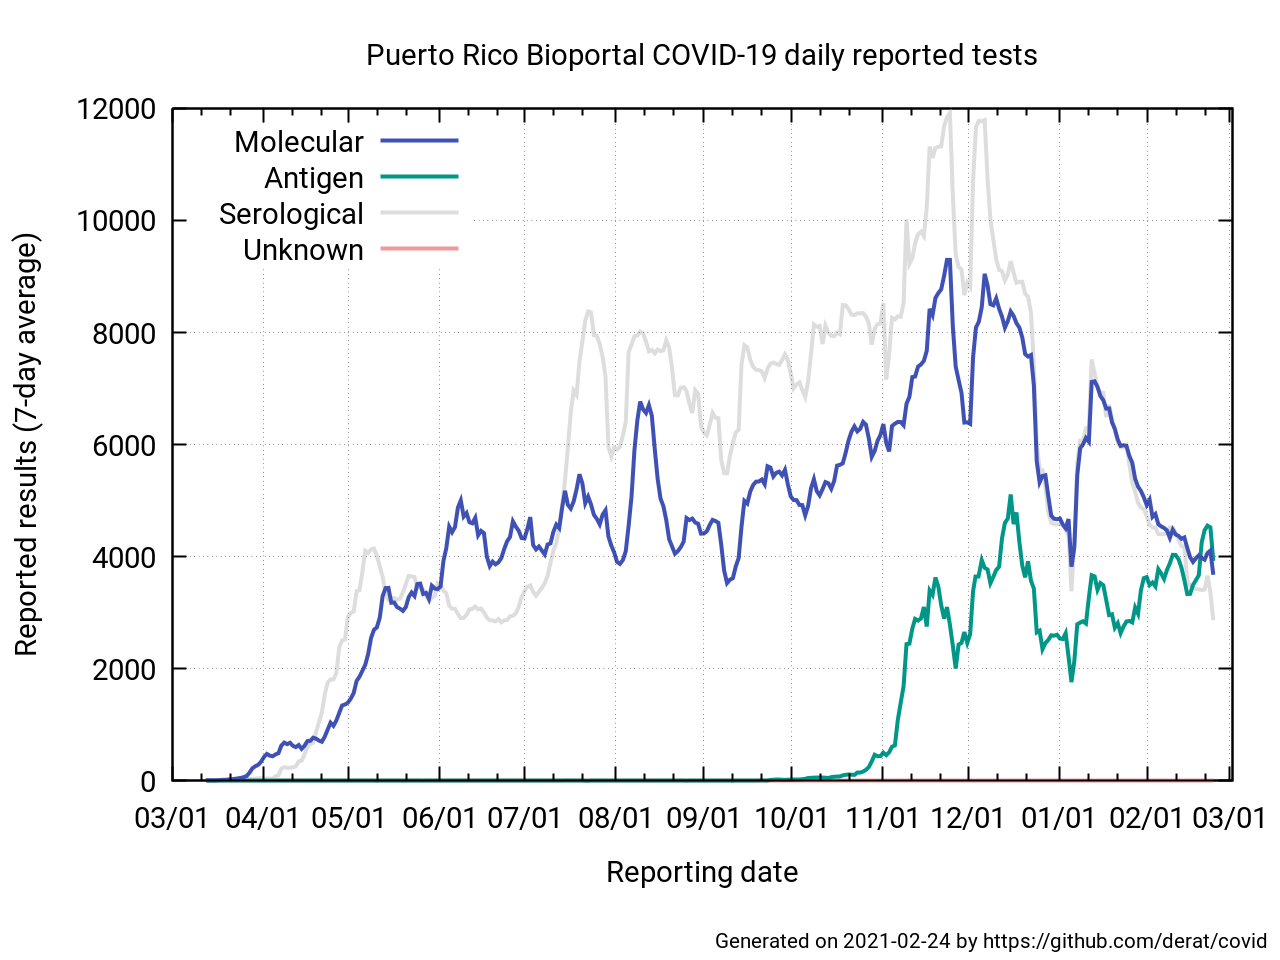 Puerto Rico Bioportal COVID-19 daily reported tests
12000
10000
8000
6000
4000
2000
0
Reported results (7-day average)
Molecular
Antigen
Serological
Unknown
03/01 04/01 05/01 06/01 07/01 08/01 09/01 10/01 11/01 12/01 01/01 02/01 03/01
Reporting date
Generated on 2021-02-24 by https://github.com/derat/covid